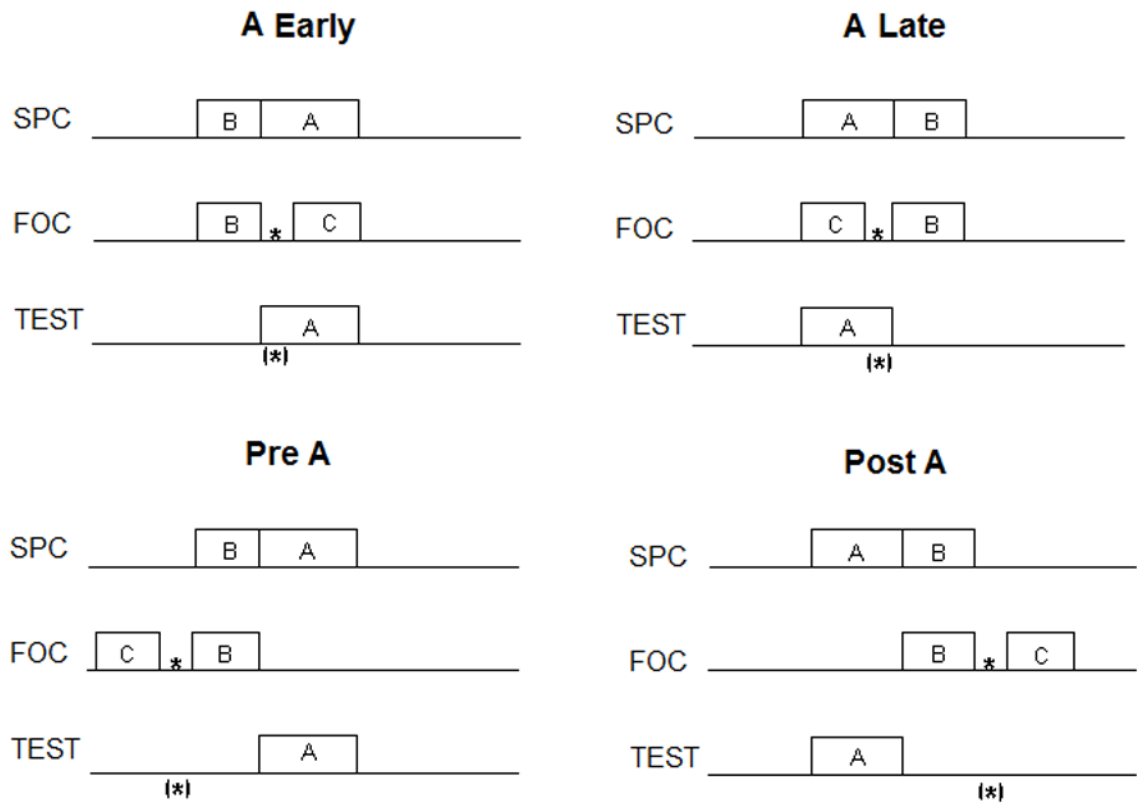 A Early
SPC B A
FOC B * C
TEST A
(*)
A Late
SPC A B
FOC C * B
TEST A
(*)
Pre A
SPC B A
FOC C * B
TEST A
(*)
Post A
SPC A B
FOC B * C
TEST A
(*)